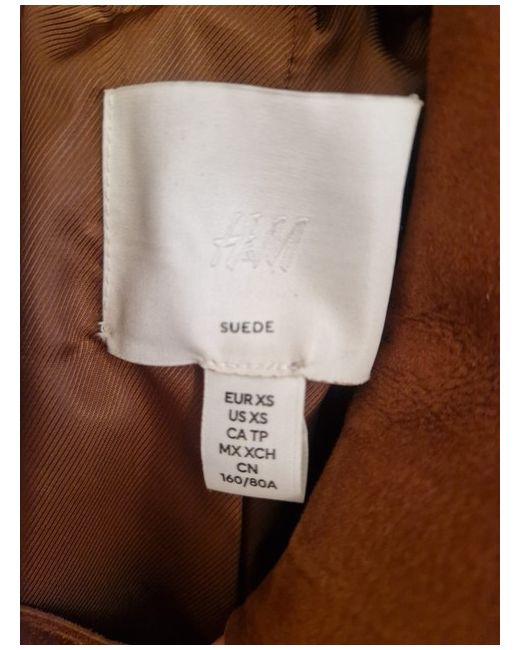 H&M
SUEDE
EUR XS
US XS
CA TP
MX XCH
CN
160/80A